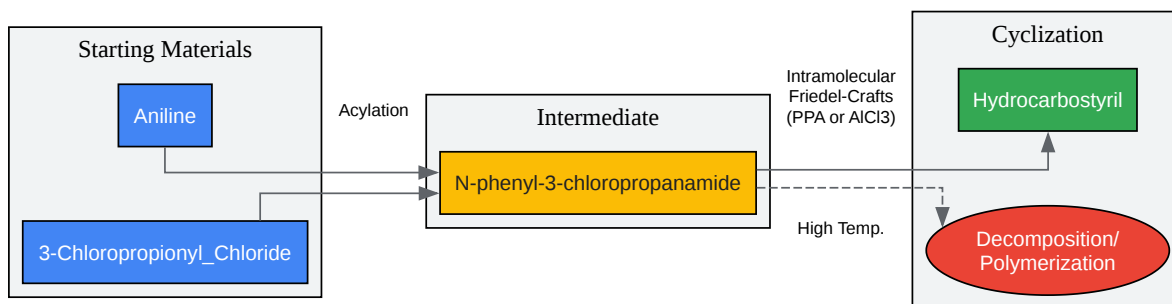 Starting Materials
Aniline
3-Chloropropionyl_Chloride
Acylation
Intermediate
N-phenyl-3-chloropropanamide
Intramolecular
Friedel-Crafts
(PPA or AlCl3)
High Temp.
Cyclization
Hydrocarbostyril
Decomposition/
Polymerization